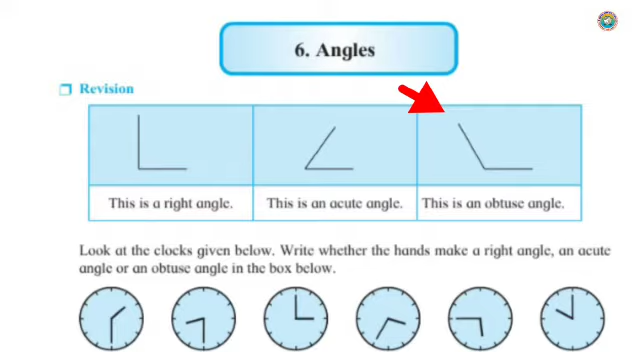 6. Angles
Revision
This is a right angle.
This is an acute angle.
This is an obtuse angle.
Look at the clocks given below. Write whether the hands make a right angle, an acute
angle or an obtuse angle in the box below.